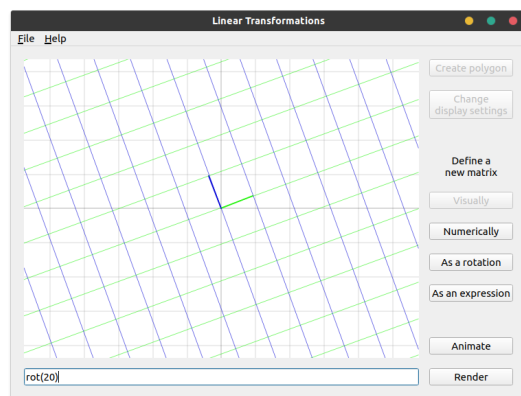 Linear Transformations
File Help
Create polygon
Change
display settings
Define a
new matrix
Visually
Numerically
As a rotation
As an expression
Animate
rot(20)
Render